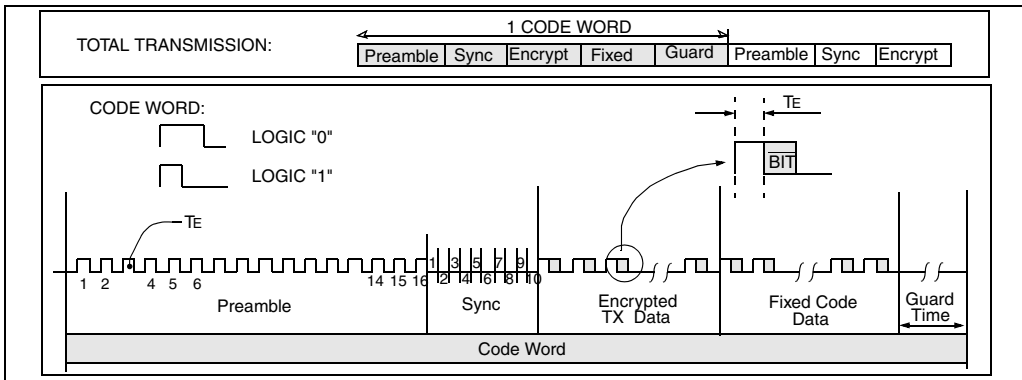 1 CODE WORD
TOTAL TRANSMISSION:
Preamble Sync Encrypt Fixed Guard Preamble Sync Encrypt
CODE WORD:
LOGIC "0"
LOGIC "1"
TE
BIT
TE
1 2 4 5 6 14 15 16
1 3 5 7 9
2 4 6 8 10
Preamble
Sync
Encrypted
TX Data
Fixed Code
Data
Guard
Time
Code Word